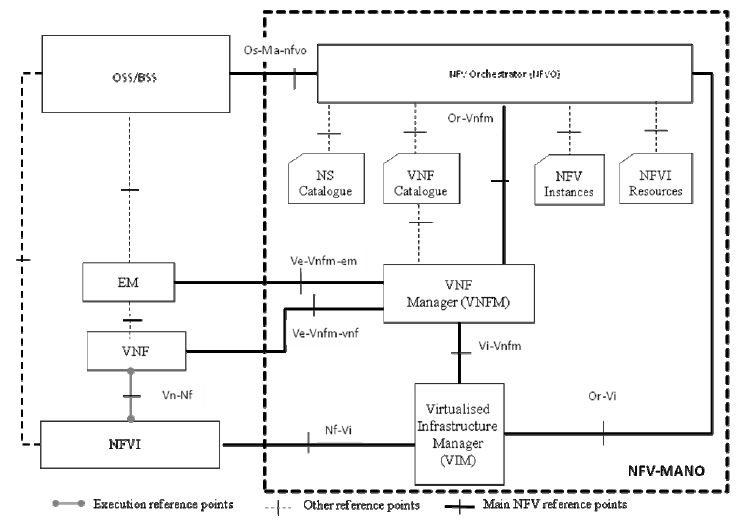 Os-Ma-nfvo
OSS/BSS
NFV Orchestrator (NFVO)
Or-Vnfm
NS
Catalogue
VNF
Catalogue
NFV
Instances
NFVI
Resources
Ve-Vnfm-em
EM
VNF
Manager (VNFM)
Ve-Vnfm-vnf
VNF
Vi-Vnfm
Vn-Nf
Or-Vi
Virtualised
Infrastructure
Manager
(VIM)
Nf-Vi
NFVI
NFV-MANO
Execution reference points
Other reference points
Main NFV reference points